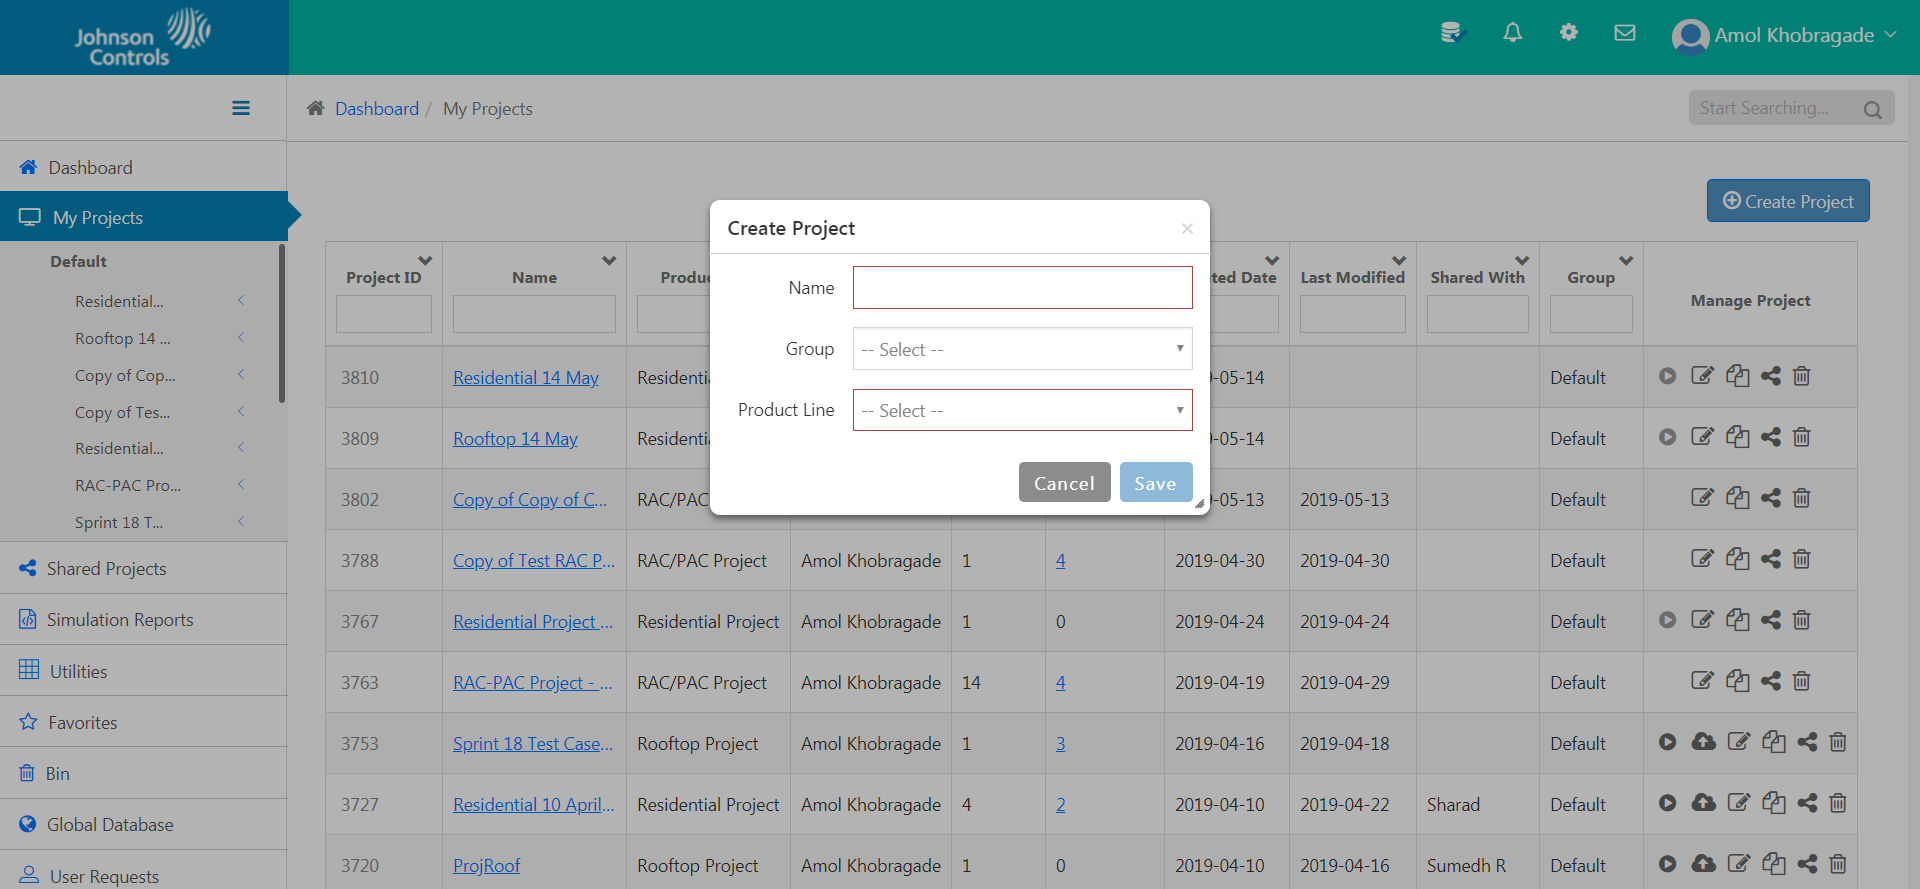 Johnson
Controls
Amol Khobragade
Dashboard / My Projects
Start Searching...
Dashboard
My Projects
Default
Residential...
Rooftop 14 ...
Copy of Cop...
Copy of Tes...
Residential...
RAC-PAC Pro...
Sprint 18 T...
Shared Projects
Simulation Reports
Utilities
Favorites
Bin
Global Database
User Requests
Create Project
Create Project
×
Name
Group
-- Select --
Product Line
-- Select --
Cancel
Save
Project ID Name Produc ted Date Last Modified Shared With Group Manage Project
3810 Residential 14 May Residenti 9-05-14 Default
3809 Rooftop 14 May Residenti 9-05-14 Default
3802 Copy of Copy of C... RAC/PAC 9-05-13 2019-05-13 Default
3788 Copy of Test RAC P... RAC/PAC Project Amol Khobragade 1 4 2019-04-30 2019-04-30 Default
3767 Residential Project ... Residential Project Amol Khobragade 1 0 2019-04-24 2019-04-24 Default
3763 RAC-PAC Project - ... RAC/PAC Project Amol Khobragade 14 4 2019-04-19 2019-04-29 Default
3753 Sprint 18 Test Case... Rooftop Project Amol Khobragade 1 3 2019-04-16 2019-04-18 Default
3727 Residential 10 April... Residential Project Amol Khobragade 4 2 2019-04-10 2019-04-22 Sharad Default
3720 ProjRoof Rooftop Project Amol Khobragade 1 0 2019-04-10 2019-04-16 Sumedh R Default